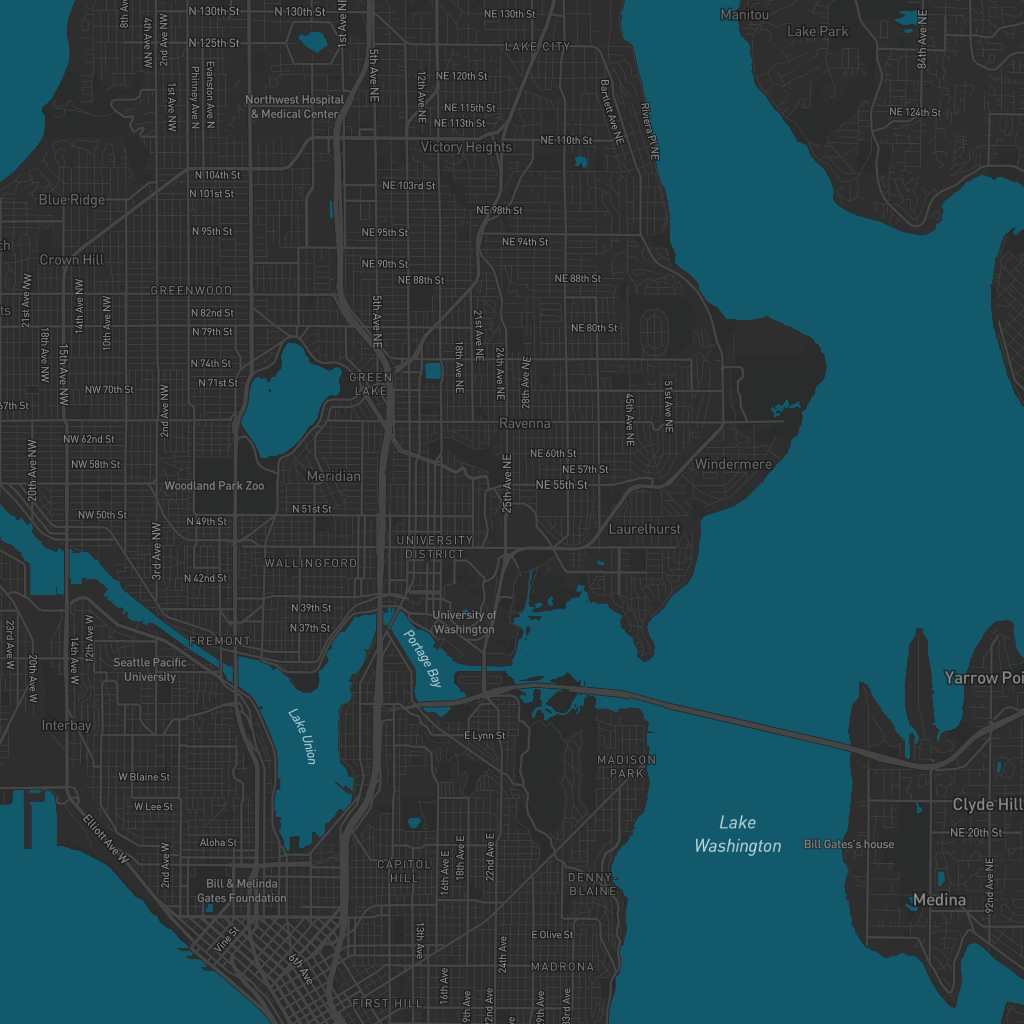 8th Ave
N 130th St
N 130th St
1st Ave NE
NE 130th St
Manitou
4th Ave NW
2nd Ave NW
N 125th St
LAKE CITY
Lake Park
84th Ave NE
5th Ave NE
12th Ave NE
NE 120th St
1st Ave NW
Phinney Ave N
Evanston Ave N
Northwest Hospital
& Medical Center
NE 115th St
NE 113th St
Bartlett Ave NE
Riviera Pl NE
NE 124th St
NE 110th St
Victory Heights
N 104th St
N 101st St
NE 103rd St
Blue Ridge
NE 98th St
N 95th St
NE 95th St
NE 94th St
Crown Hill
NE 90th St
NE 88th St
NE 88th St
21st Ave NW
14th Ave NW
GREENWOOD
10th Ave NW
N 82nd St
5th Ave NE
N 79th St
NE 80th St
18th Ave NW
15th Ave NW
21st Ave NE
N 74th St
18th Ave NE
24th Ave NE
28th Ave NE
GREEN
LAKE
N 71st St
NW 70th St
2nd Ave NW
67th St
45th Ave NE
51st Ave NE
Ravenna
NW 62nd St
NE 60th St
NW 58th St
20th Ave NW
NE 57th St
Windermere
Meridian
Woodland Park Zoo
25th Ave NE
NE 55th St
N 51st St
NW 50th St
N 49th St
Laurelhurst
3rd Ave NW
UNIVERSITY
DISTRICT
WALLINGFORD
N 42nd St
N 39th St
University of
Washington
N 37th St
23rd Ave W
12th Ave W
14th Ave W
FREMONT
Portage Bay
20th Ave W
Seattle Pacific
University
Yarrow Poi
Interbay
Lake Union
E Lynn St
MADISON
PARK
W Blaine St
W Lee St
Clyde Hill
Lake
Washington
NE 20th St
Elliott Ave W
Aloha St
Bill Gates's house
2nd Ave W
CAPITOL
HILL
16th Ave E
18th Ave E
22nd Ave E
DENNY-
BLAINE
Bill & Melinda
Gates Foundation
92nd Ave NE
Medina
Vine St
13th Ave
E Olive St
24th Ave
6th Ave
MADRONA
16th Ave
FIRST HILL
22nd Ave
29th Ave
33rd Ave